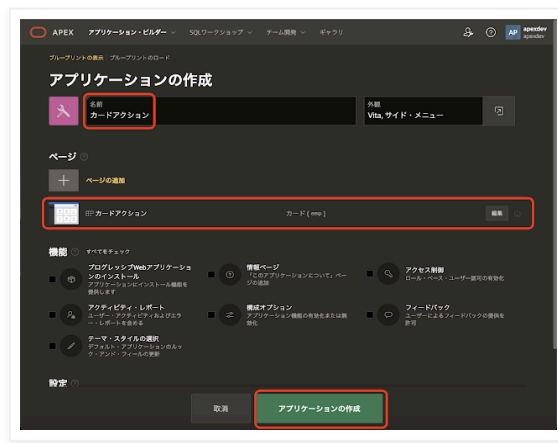 APEX アプリケーション・ビルダー SQLワークショップ チーム開発 ギャラリ AP apexdev
apexdev
ブループリントの表示 ブループリントのロード
アプリケーションの作成
名前 外観
カードアクション Vita, サイド・メニュー
ページ
ページの追加
カードアクション カード [ emp ] 編集
機能 すべてをチェック
プログレッシブWebアプリケーションのインストール
アプリケーションにインストール機能を提供します
情報ページ
「このアプリケーションについて」ページの追加
アクセス制御
ロール・ベース・ユーザー認可の有効化
アクティビティ・レポート
ユーザー・アクティビティおよびエラー・レポートを含める
構成オプション
アプリケーション機能の有効化または無効化
フィードバック
ユーザーによるフィードバックの提供を許可
テーマ・スタイルの選択
デフォルト・アプリケーションのルック・アンド・フィールの更新
設定
取消 アプリケーションの作成